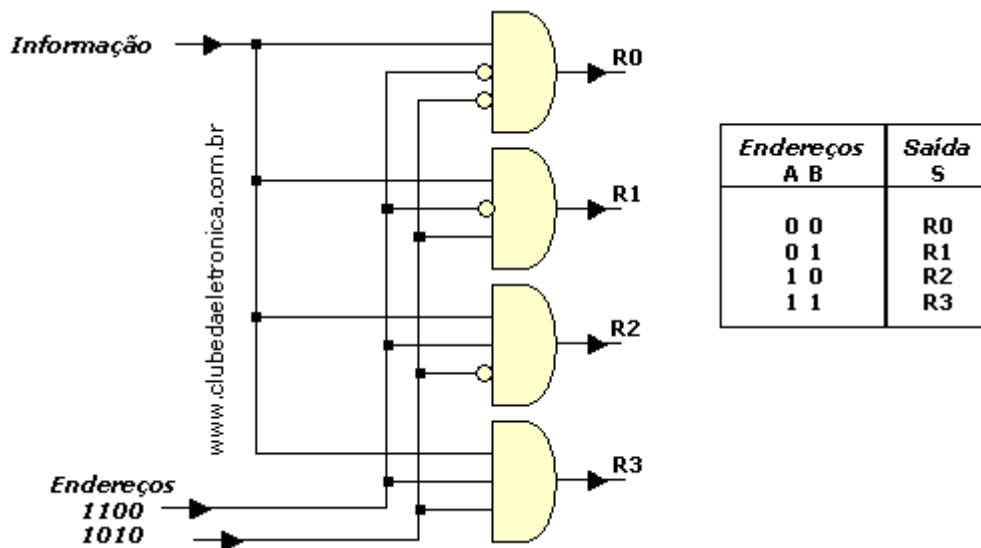 Informação
R0
www.clubedaeletronica.com.br
R1
R2
R3
Endereços
1100
1010
Endereços Saída
A B S
0 0 R0
0 1 R1
1 0 R2
1 1 R3